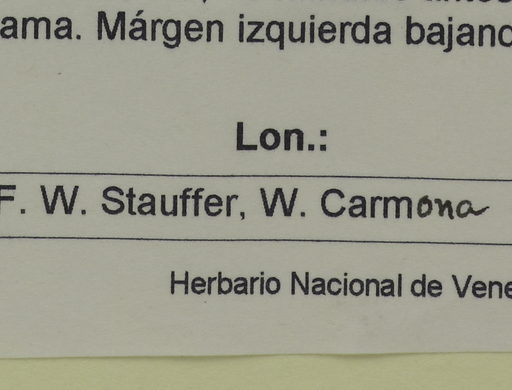 ama. Márgen izquierda bajand
Lon.:
F. W. Stauffer, W. Carmona
Herbario Nacional de Vene